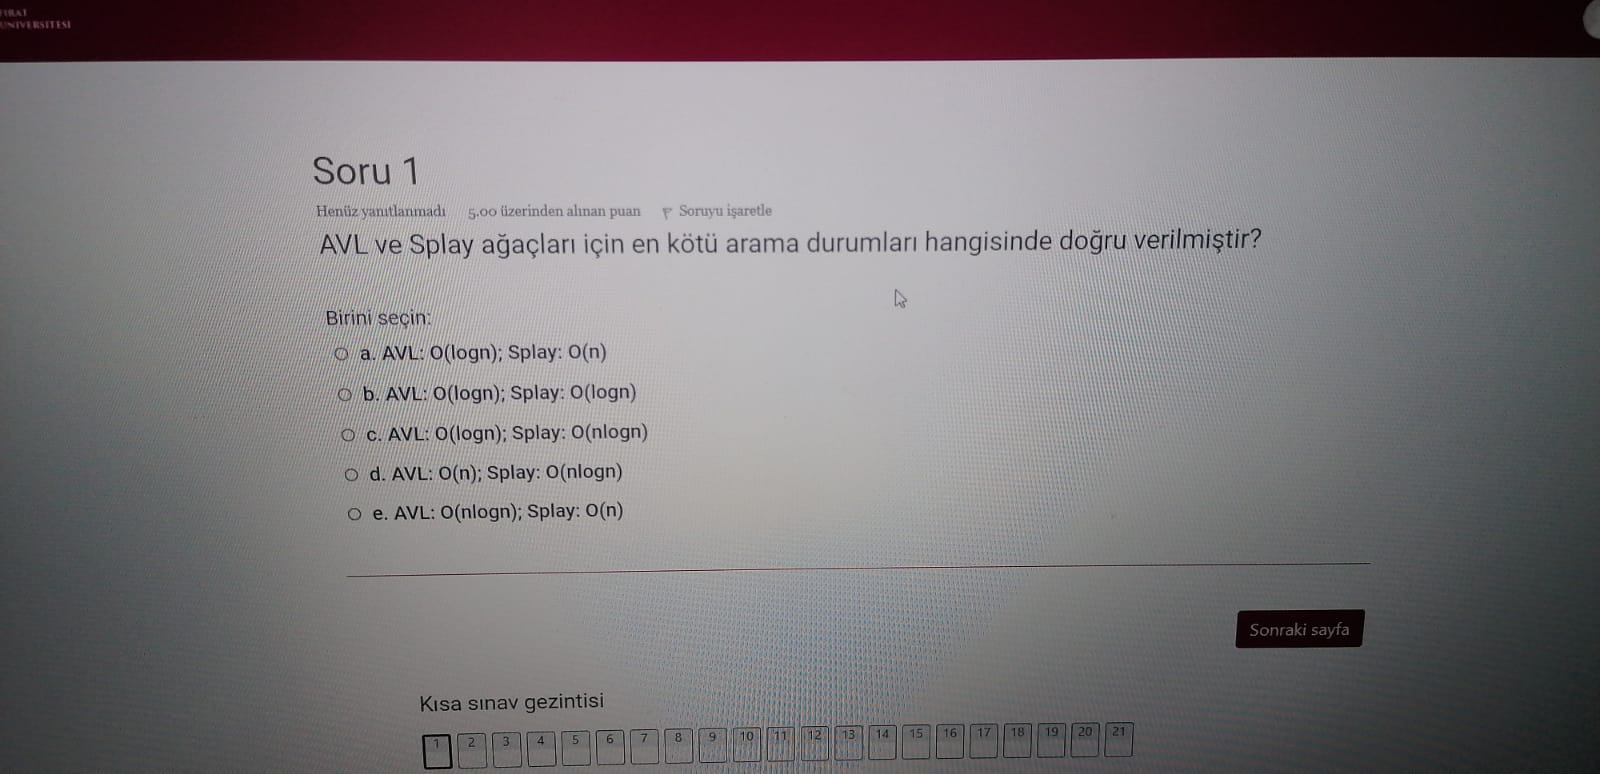 FIRAT
ÜNİVERSİTESİ
Soru 1
Henüz yanıtlanmadı 5.00 üzerinden alınan puan Soruyu işaretle
AVL ve Splay ağaçları için en kötü arama durumları hangisinde doğru verilmiştir?
Birini seçin:
a. AVL: O(logn); Splay: O(n)
b. AVL: O(logn); Splay: O(logn)
c. AVL: O(logn); Splay: O(nlogn)
d. AVL: O(n); Splay: O(nlogn)
e. AVL: O(nlogn); Splay: O(n)
Sonraki sayfa
Kısa sınav gezintisi
1 2 3 4 5 6 7 8 9 10 11 12 13 14 15 16 17 18 19 20 21